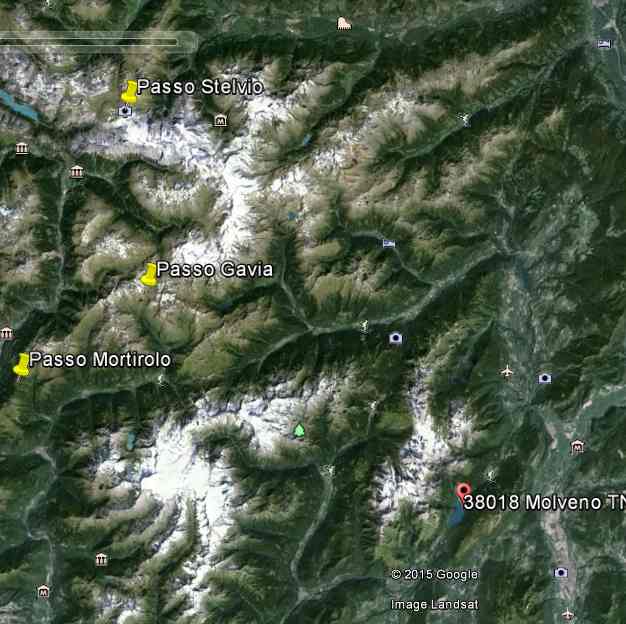 Passo Stelvio
Passo Gavia
Passo Mortirolo
38018 Molveno TN
© 2015 Google
Image Landsat